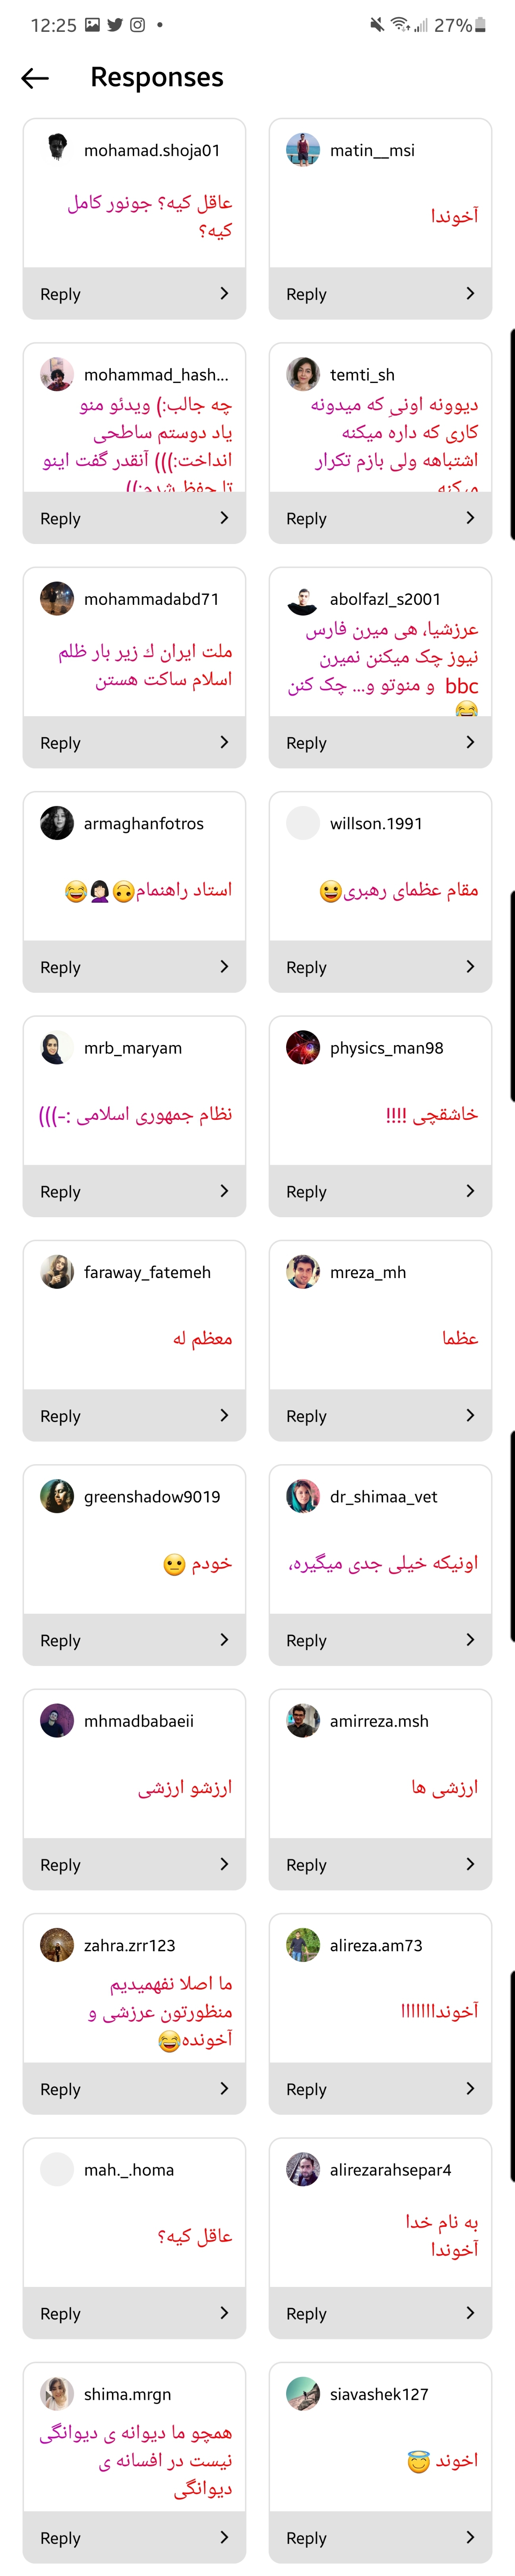 12:25 27%
Responses
mohamad.shoja01
عاقل کیه؟ جونور کامل
کیه؟
Reply
matin__msi
آخوندا
Reply
mohammad_hash...
چه جالب:) ویدئو منو
یاد دوستم ساطحی
انداخت:))) آنقدر گفت اینو
تا حفظ شدم:((
Reply
temti_sh
دیوونه اونیِ که میدونه
کاری که داره میکنه
اشتباهه ولی بازم تکرار
میکنه
Reply
mohammadabd71
ملت ایران ك زیر بار ظلم
اسلام ساکت هستن
Reply
abolfazl_s2001
عرزشیا، هی میرن فارس
نیوز چک میکنن نمیرن
bbc و منوتو و... چک کنن
😂
Reply
armaghanfotros
استاد راهنمام🙃🤦🏻‍♀️😂
Reply
willson.1991
مقام عظمای رهبری😀
Reply
mrb_maryam
نظام جمهوری اسلامی :-)))
Reply
physics_man98
خاشقچی !!!!
Reply
faraway_fatemeh
معظم له
Reply
mreza_mh
عظما
Reply
greenshadow9019
خودم 😐
Reply
dr_shimaa_vet
اونیکه خیلی جدی میگیره،
Reply
mhmadbabaeii
ارزشو ارزشی
Reply
amirreza.msh
ارزشی ها
Reply
zahra.zrr123
ما اصلا نفهمیدیم
منظورتون عرزشی و
آخونده😂
Reply
alireza.am73
آخونداااااااا
Reply
mah._.homa
عاقل کیه؟
Reply
alirezarahsepar4
به نام خدا
آخوندا
Reply
shima.mrgn
همچو ما دیوانه ی دیوانگی
نیست در افسانه ی
دیوانگی
Reply
siavashek127
اخوند 😇
Reply